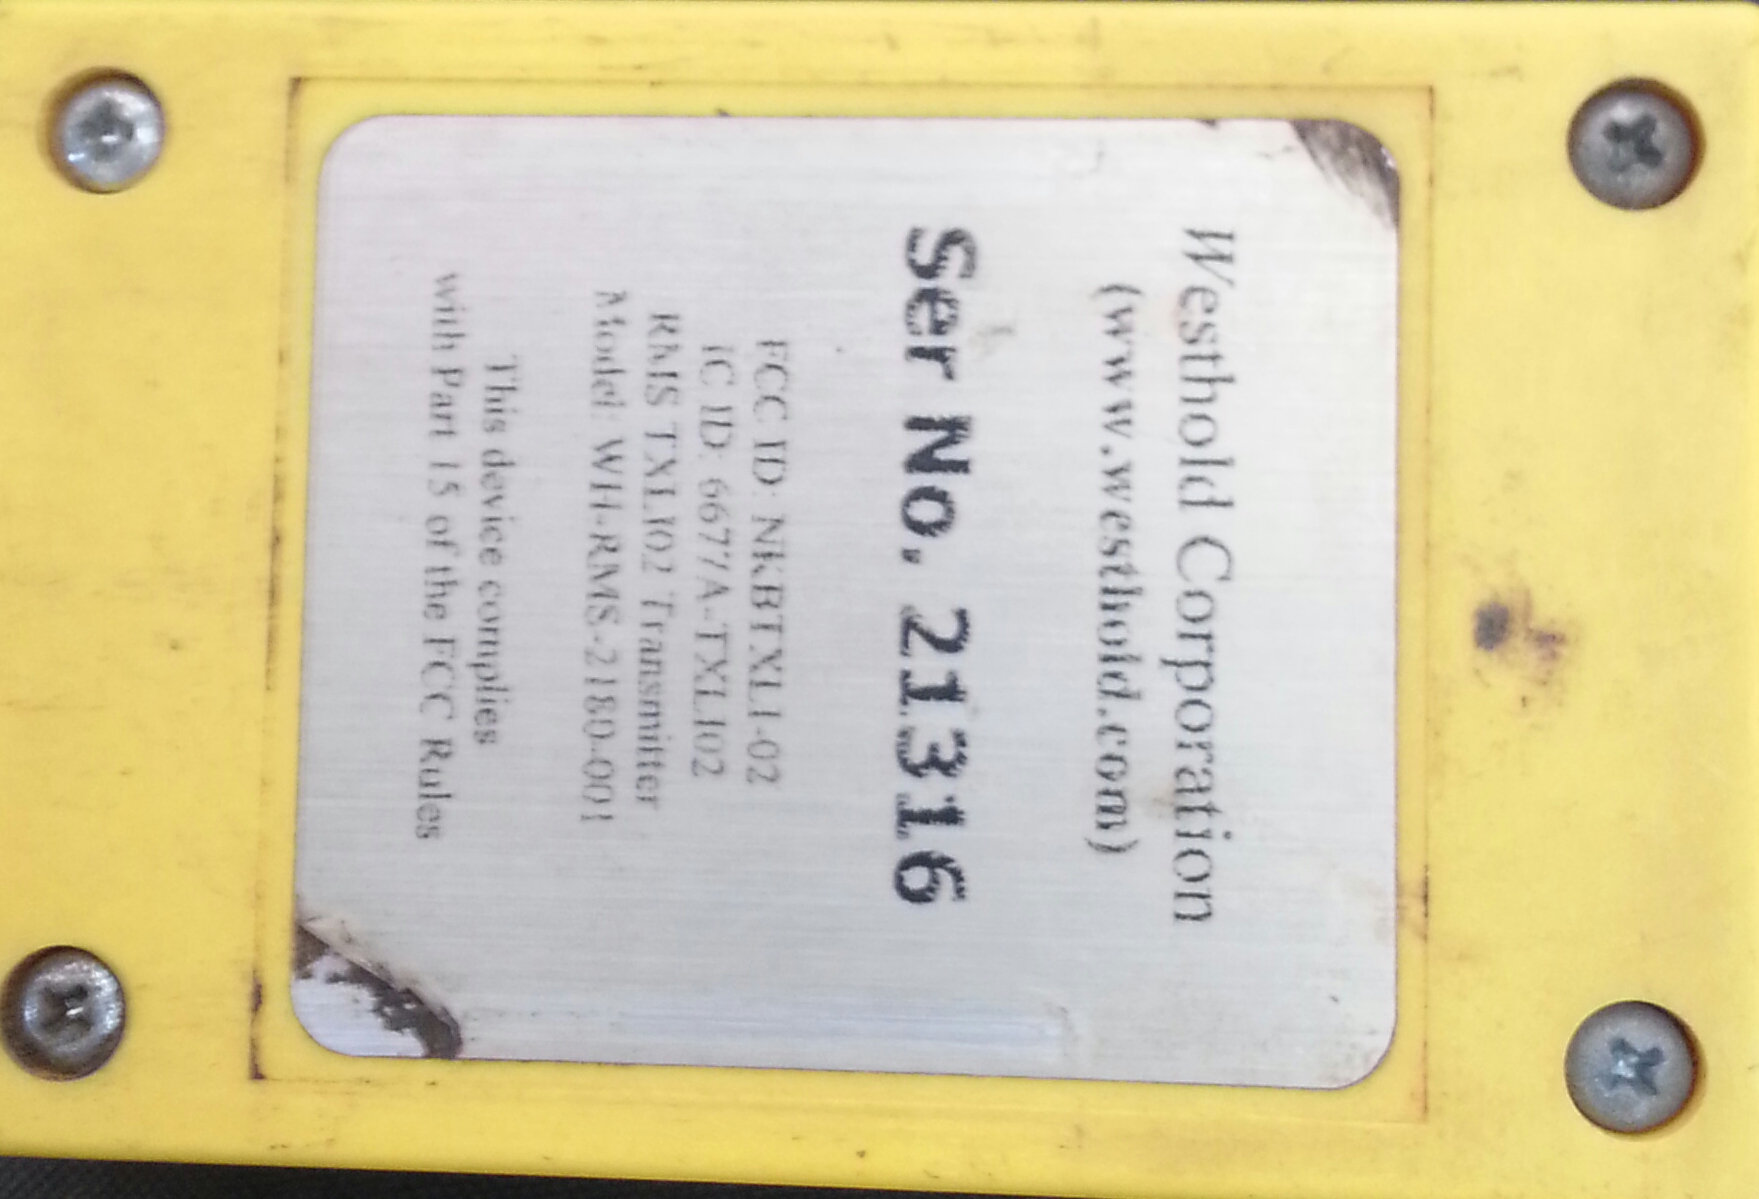 Westhold Corporation
(www.westhold.com)
Ser No. 21316
FCC ID: NKBTXLI-02
IC ID: 6677A-TXLI02
RMS TXLI02 Transmitter
Model: WH-RMS-2180-001
This device complies
with Part 15 of the FCC Rules